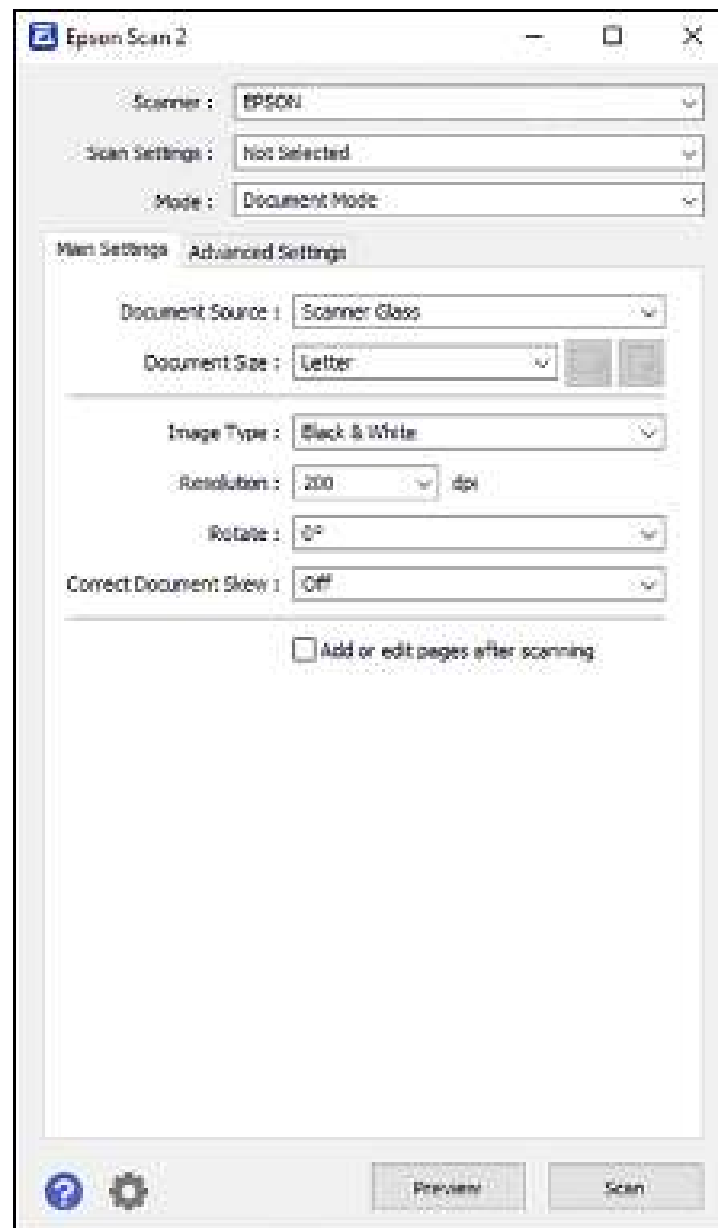 Epson Scan 2
Scanner : EPSON
Scan Settings : Not Selected
Mode : Document Mode
Main Settings Advanced Settings
Document Source : Scanner Glass
Document Size : Letter
Image Type : Black & White
Resolution : 200 dpi
Rotate : 0°
Correct Document Skew : Off
Add or edit pages after scanning
? Preview Scan